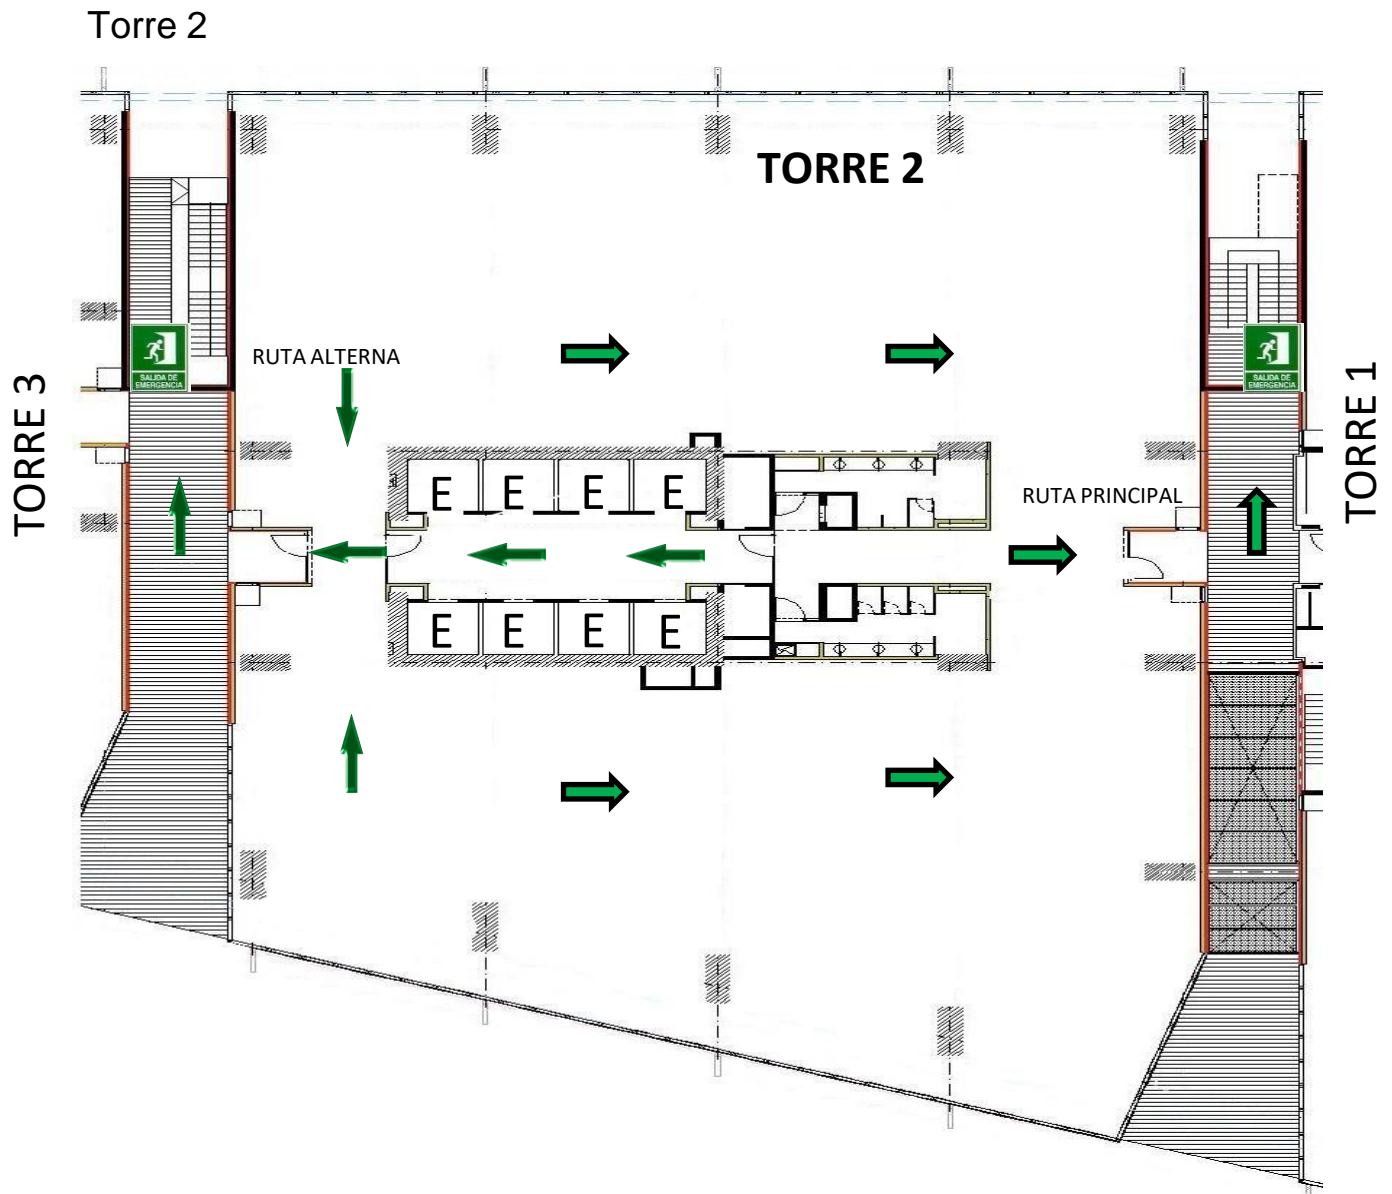 Torre 2
TORRE 2
SALIDA DE
EMERGENCIA
SALIDA DE
EMERGENCIA
RUTA ALTERNA
TORRE 3
TORRE 1
E E E E
RUTA PRINCIPAL
E E E E